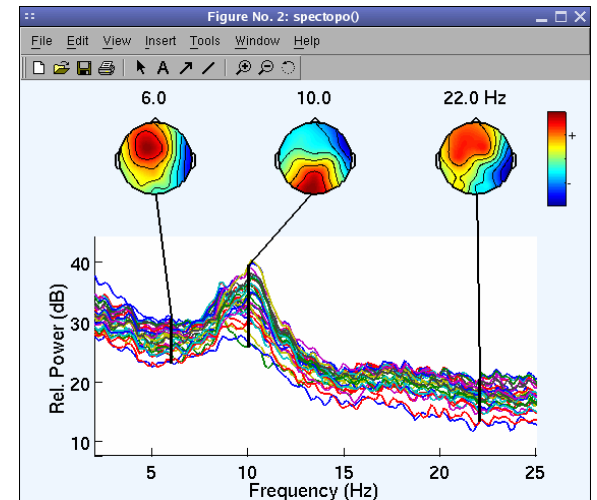 Figure No. 2: spectopo()
File Edit View Insert Tools Window Help
A
6.0 10.0 22.0 Hz
+
-
40
30
20
10
Rel. Power (dB)
5 10 15 20 25
Frequency (Hz)